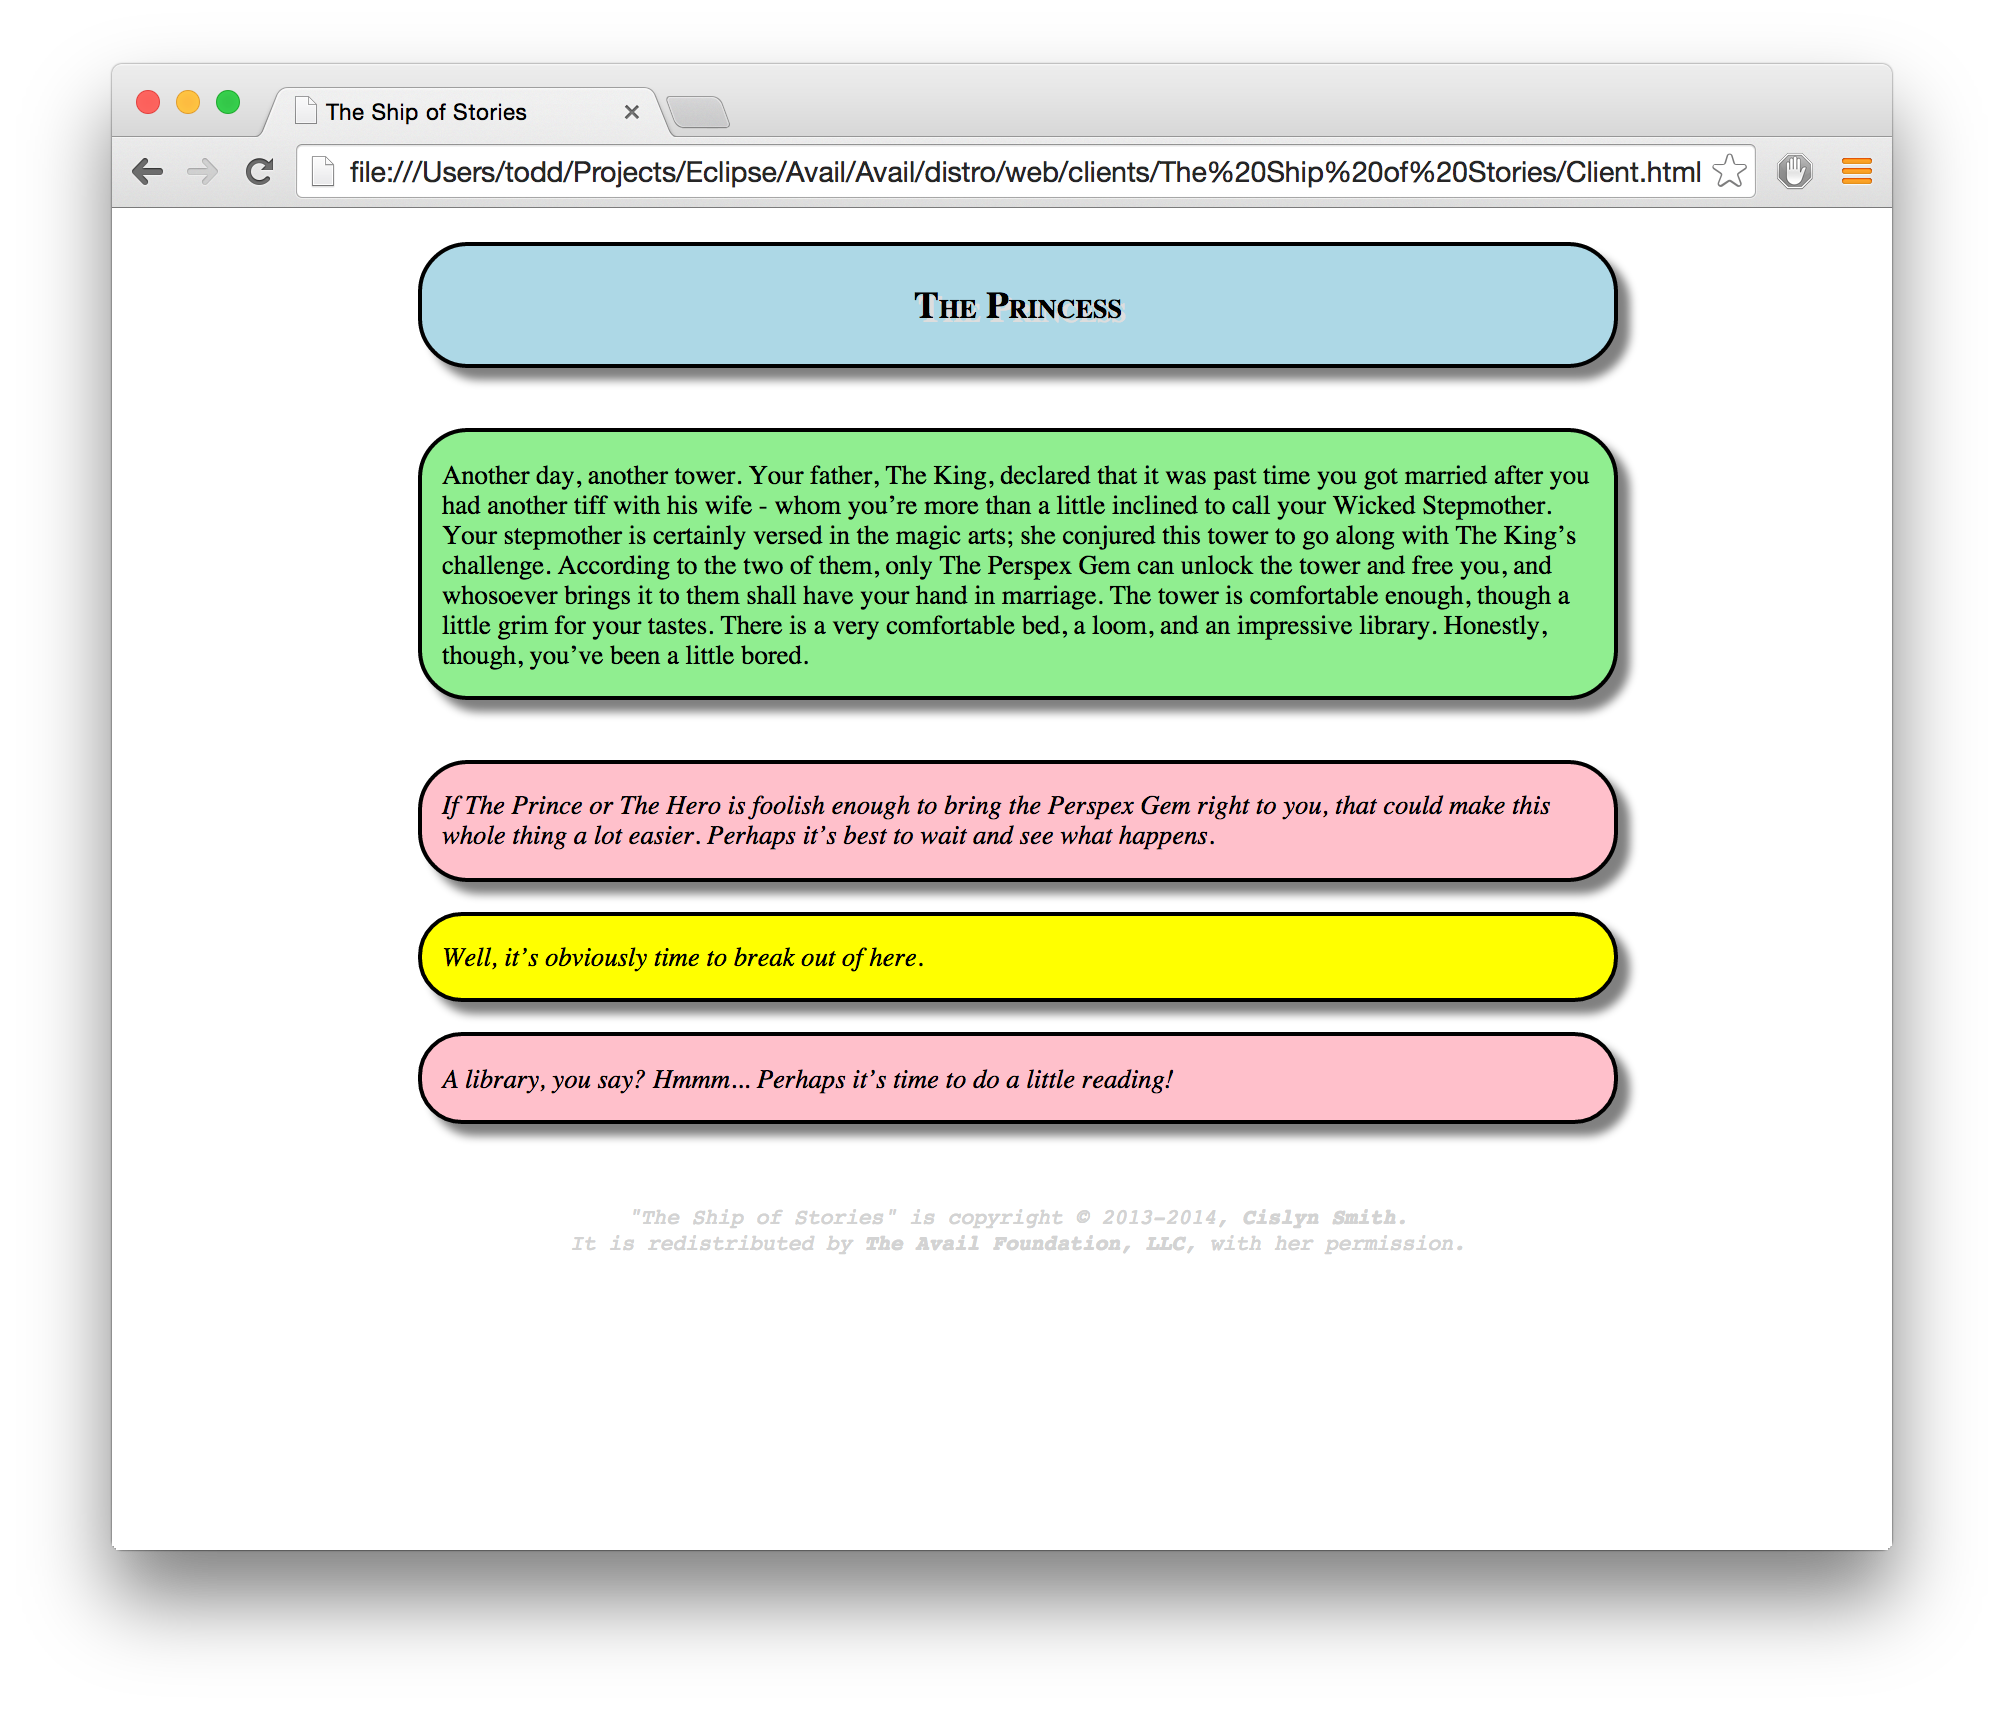 The Ship of Stories
file:///Users/todd/Projects/Eclipse/Avail/Avail/distro/web/clients/The%20Ship%20of%20Stories/Client.html
The Princess
Another day, another tower. Your father, The King, declared that it was past time you got married after you
had another tiff with his wife - whom you’re more than a little inclined to call your Wicked Stepmother.
Your stepmother is certainly versed in the magic arts; she conjured this tower to go along with The King’s
challenge. According to the two of them, only The Perspex Gem can unlock the tower and free you, and
whosoever brings it to them shall have your hand in marriage. The tower is comfortable enough, though a
little grim for your tastes. There is a very comfortable bed, a loom, and an impressive library. Honestly,
though, you’ve been a little bored.
If The Prince or The Hero is foolish enough to bring the Perspex Gem right to you, that could make this
whole thing a lot easier. Perhaps it’s best to wait and see what happens.
Well, it’s obviously time to break out of here.
A library, you say? Hmmm... Perhaps it’s time to do a little reading!
"The Ship of Stories" is copyright © 2013-2014, Cislyn Smith.
It is redistributed by The Avail Foundation, LLC, with her permission.